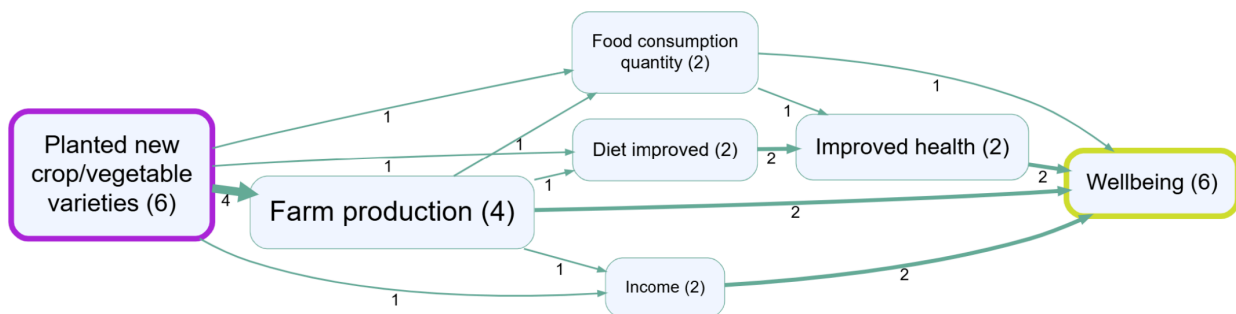 Food consumption
quantity (2)
1
1
1
Planted new
crop/vegetable
varieties (6)
1
1
Diet improved (2)
2
Improved health (2)
1
4
Farm production (4)
2
2
Wellbeing (6)
1
1
Income (2)
2